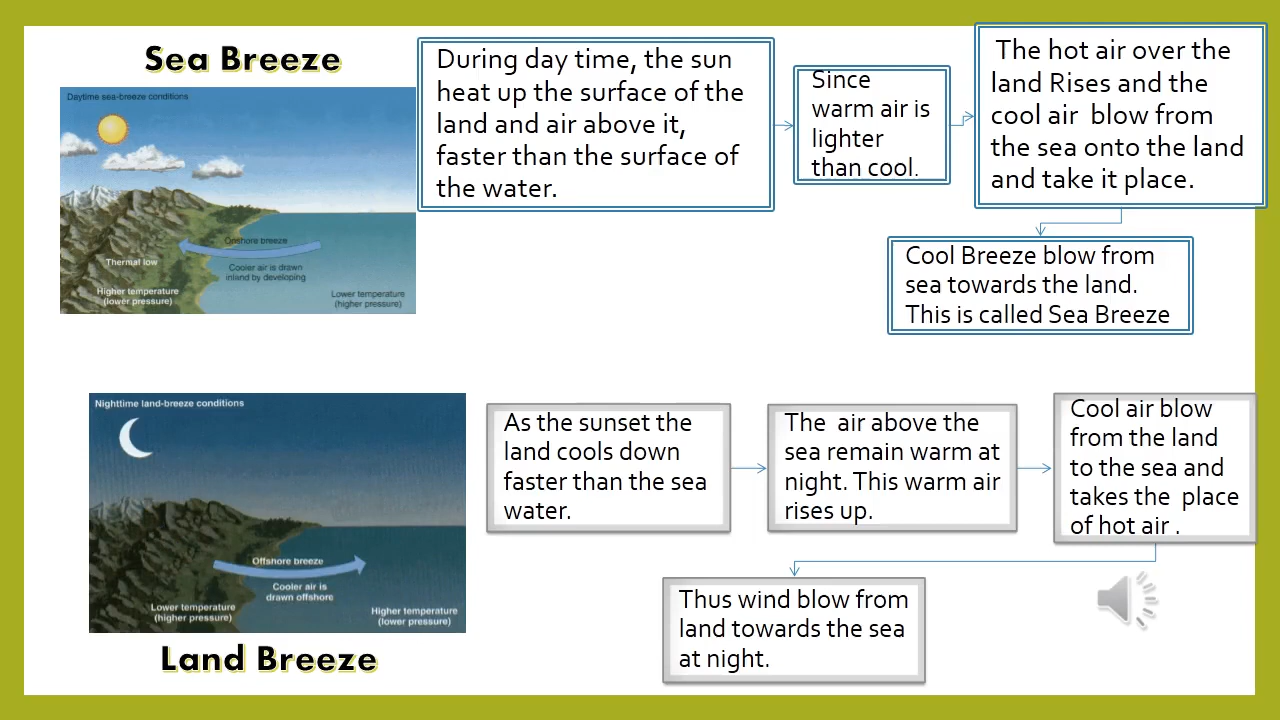 Sea Breeze
Daytime sea-breeze conditions
Onshore breeze
Cooler air is drawn
inland by developing
Thermal low
Higher temperature
(lower pressure)
Lower temperature
(higher pressure)
During day time, the sun
heat up the surface of the
land and air above it,
faster than the surface of
the water.
Since
warm air is
lighter
than cool.
The hot air over the
land Rises and the
cool air blow from
the sea onto the land
and take it place.
Cool Breeze blow from
sea towards the land.
This is called Sea Breeze
Nighttime land-breeze conditions
Offshore breeze
Cooler air is
drawn offshore
Lower temperature
(higher pressure)
Higher temperature
(lower pressure)
Land Breeze
As the sunset the
land cools down
faster than the sea
water.
The air above the
sea remain warm at
night. This warm air
rises up.
Cool air blow
from the land
to the sea and
takes the place
of hot air .
Thus wind blow from
land towards the sea
at night.